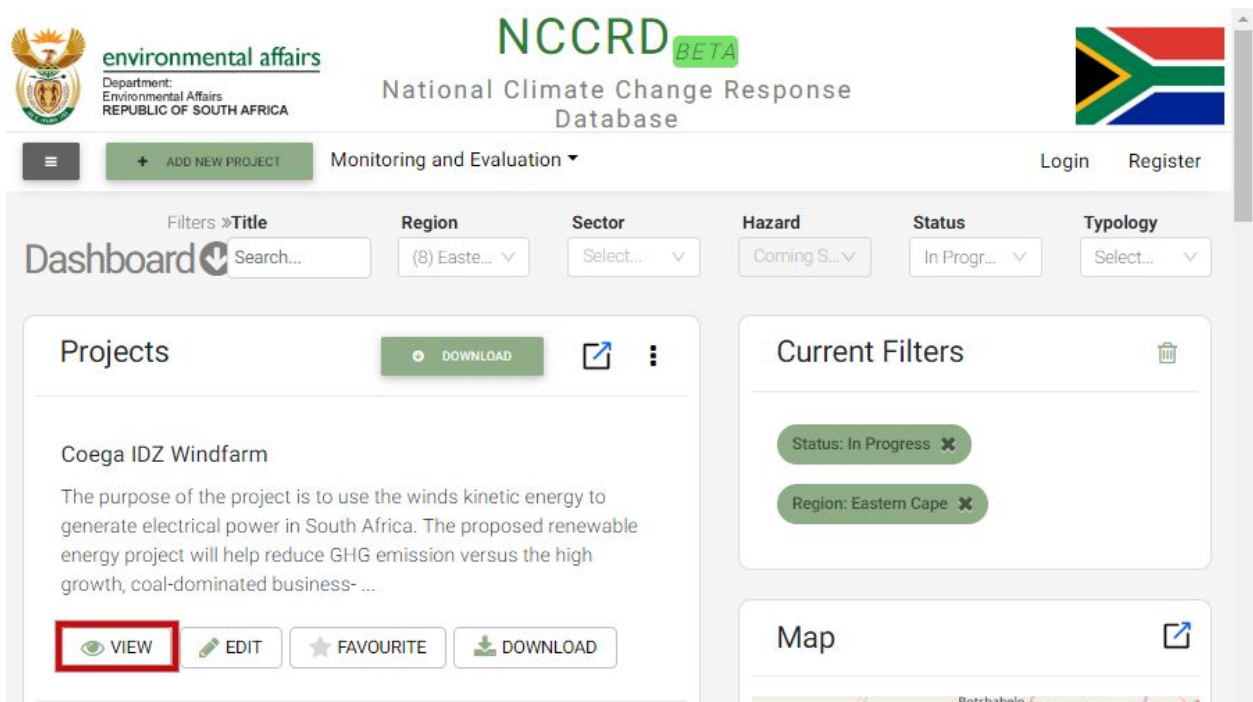 environmental affairs
Department:
Environmental Affairs
REPUBLIC OF SOUTH AFRICA
NCCRD BETA
National Climate Change Response
Database
ADD NEW PROJECT
Monitoring and Evaluation
Login Register
Filters »
Dashboard
Title
Search...
Region
(8) Easte...
Sector
Select...
Hazard
Coming S...
Status
In Progr...
Typology
Select...
Projects
DOWNLOAD
Coega IDZ Windfarm
The purpose of the project is to use the winds kinetic energy to
generate electrical power in South Africa. The proposed renewable
energy project will help reduce GHG emission versus the high
growth, coal-dominated business- ...
VIEW EDIT FAVOURITE DOWNLOAD
Current Filters
Status: In Progress
Region: Eastern Cape
Map